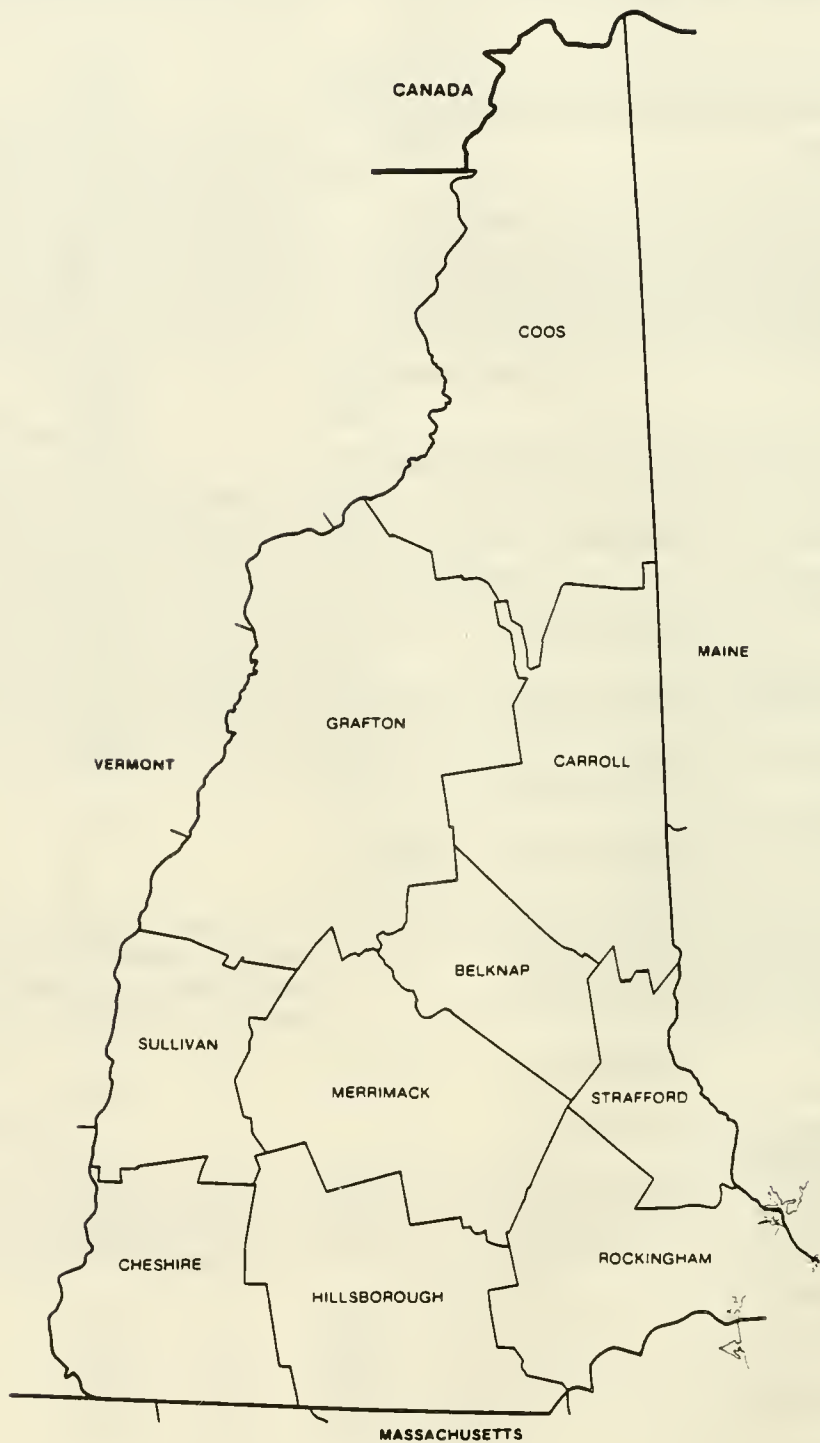 CANADA
COOS
MAINE
GRAFTON
VERMONT
CARROLL
BELKNAP
SULLIVAN
MERRIMACK
STRAFFORD
CHESHIRE
ROCKINGHAM
HILLSBOROUGH
MASSACHUSETTS